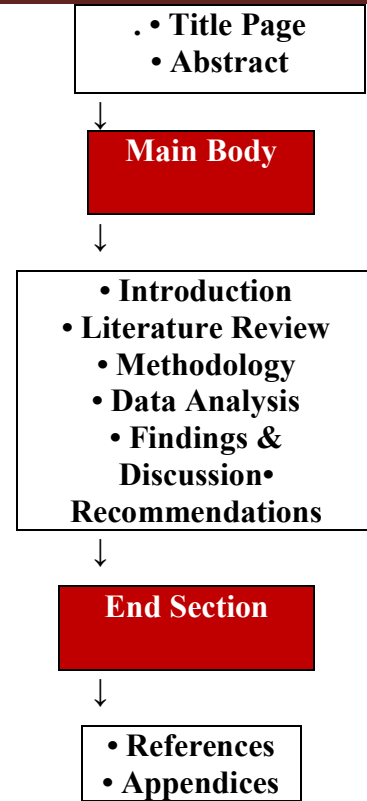 . • Title Page
• Abstract
↓
Main Body
↓
• Introduction
• Literature Review
• Methodology
• Data Analysis
• Findings &
Discussion•
Recommendations
↓
End Section
↓
• References
• Appendices